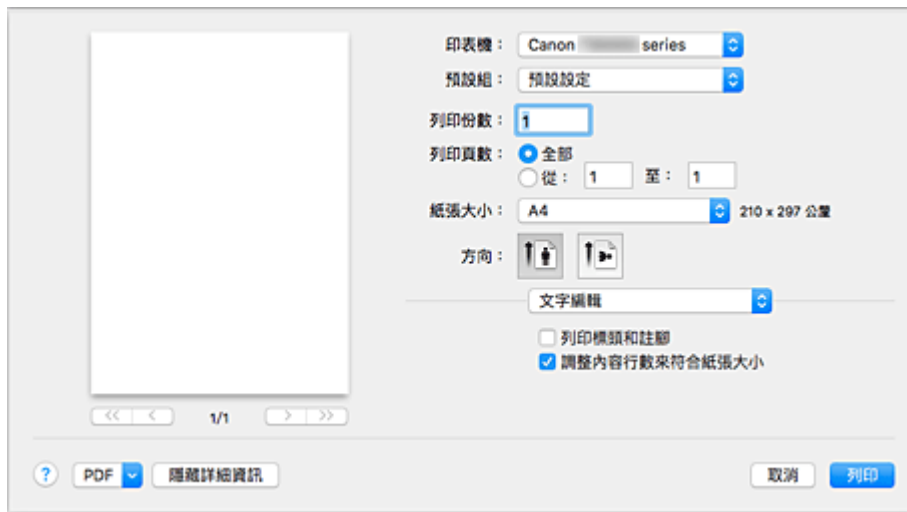 印表機： Canon series
預設組： 預設設定
列印份數： 1
列印頁數： 全部
從： 1 至： 1
紙張大小： A4 210 x 297 公釐
方向：
文字編輯
列印標頭和註腳
調整內容行數來符合紙張大小
<< < 1/1 > >>
? PDF 隱藏詳細資訊 取消 列印